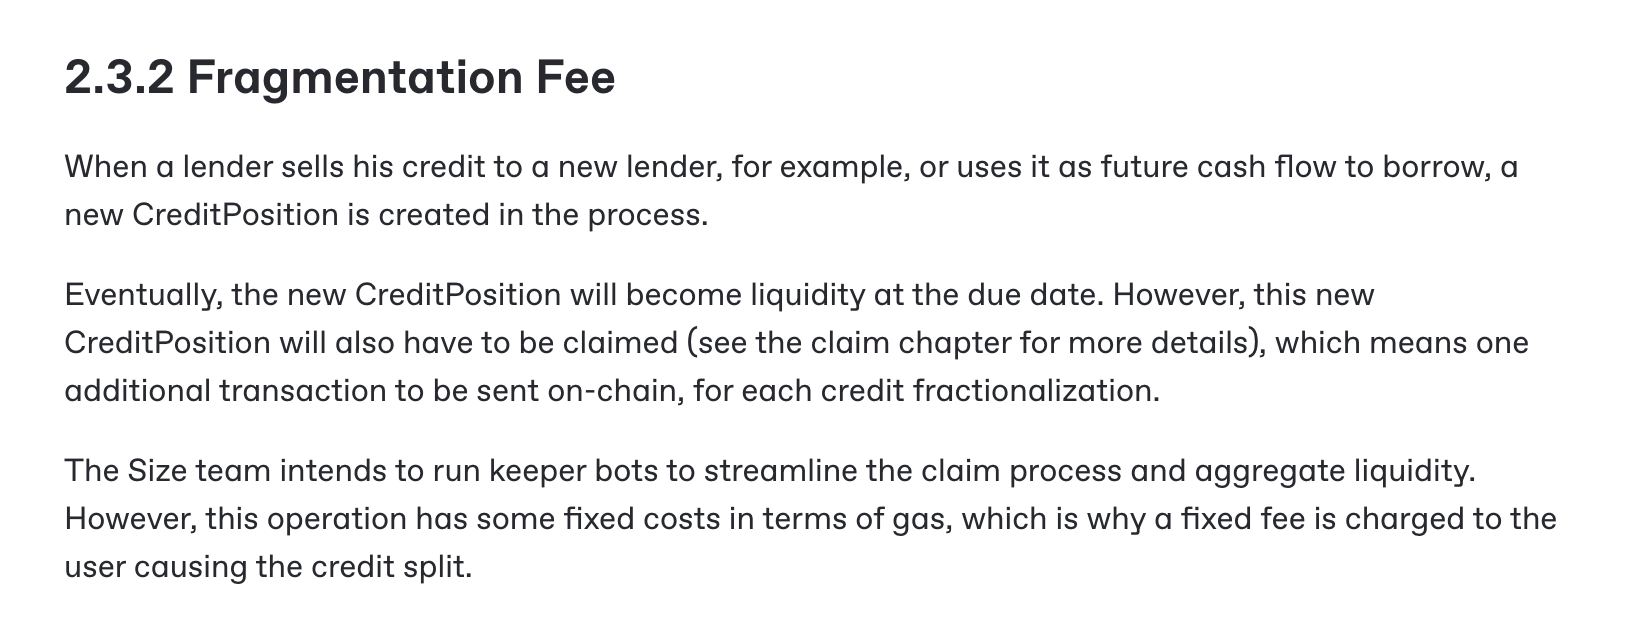 2.3.2 Fragmentation Fee
When a lender sells his credit to a new lender, for example, or uses it as future cash flow to borrow, a
new CreditPosition is created in the process.
Eventually, the new CreditPosition will become liquidity at the due date. However, this new
CreditPosition will also have to be claimed (see the claim chapter for more details), which means one
additional transaction to be sent on-chain, for each credit fractionalization.
The Size team intends to run keeper bots to streamline the claim process and aggregate liquidity.
However, this operation has some fixed costs in terms of gas, which is why a fixed fee is charged to the
user causing the credit split.